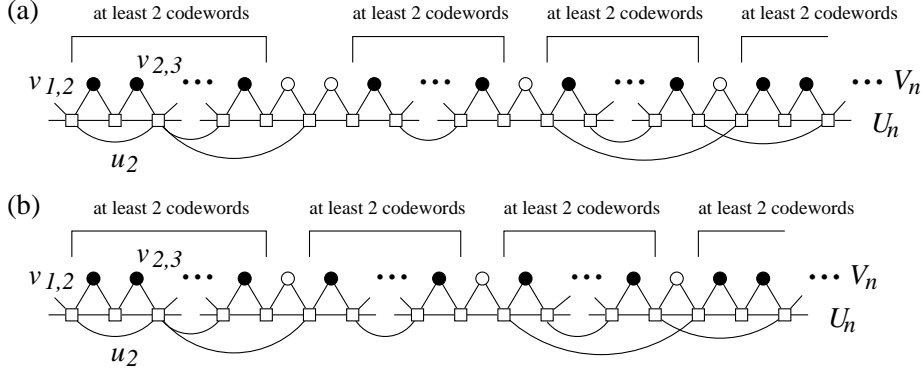 (a)
at least 2 codewords at least 2 codewords at least 2 codewords at least 2 codewords
v1,2 v2,3 ••• ••• ••• ••• Vn
Un
u2
(b)
at least 2 codewords at least 2 codewords at least 2 codewords at least 2 codewords
v1,2 v2,3 ••• ••• ••• ••• Vn
Un
u2